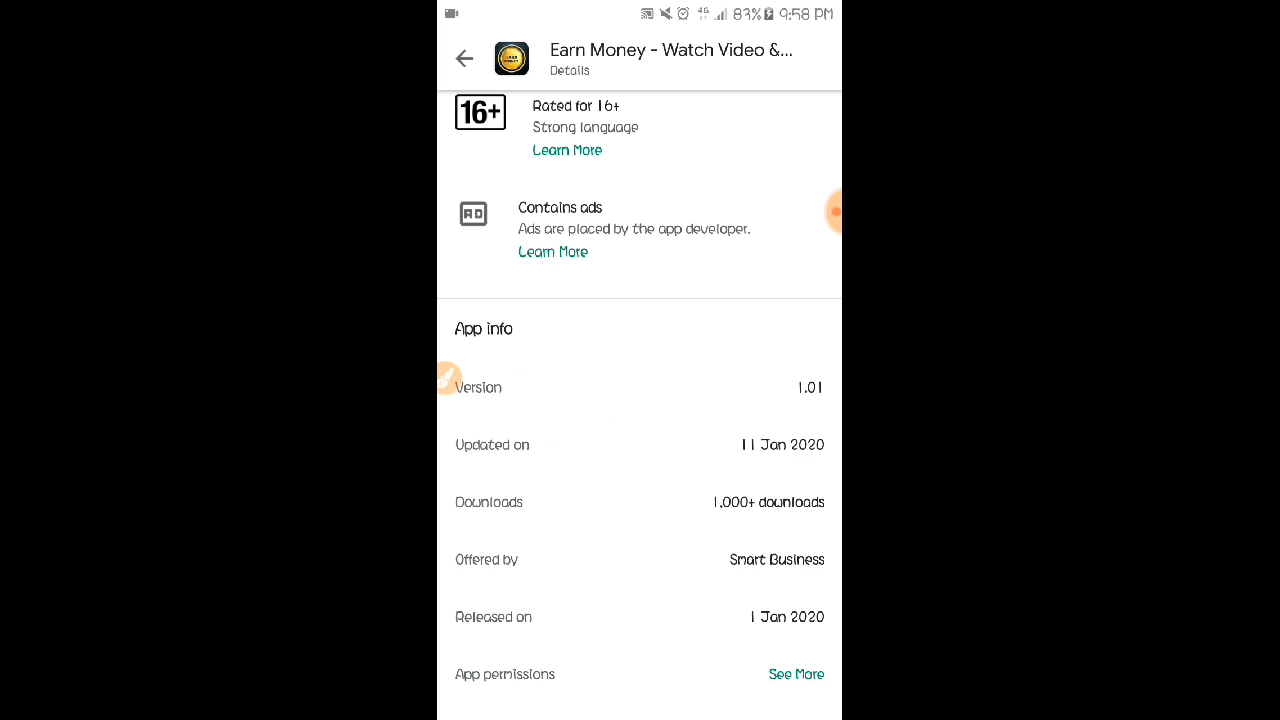 4G 83% 9:58 PM
Earn Money - Watch Video &...
Details
16+
Rated for 16+
Strong language
Learn More
AD
Contains ads
Ads are placed by the app developer.
Learn More
App info
Version 1.01
Updated on 11 Jan 2020
Downloads 1,000+ downloads
Offered by Smart Business
Released on 1 Jan 2020
App permissions See More